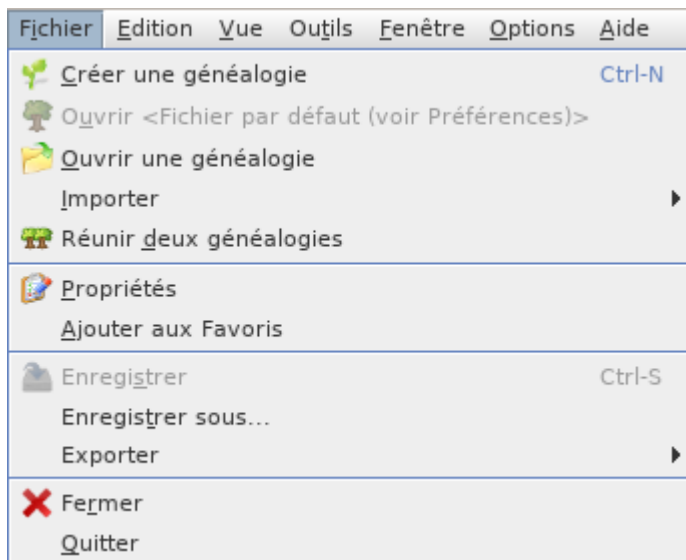 Fichier Edition Vue Outils Fenêtre Options Aide
Créer une généalogie Ctrl-N
Ouvrir <Fichier par défaut (voir Préférences)>
Ouvrir une généalogie
Importer
Réunir deux généalogies
Propriétés
Ajouter aux Favoris
Enregistrer Ctrl-S
Enregistrer sous...
Exporter
Fermer
Quitter